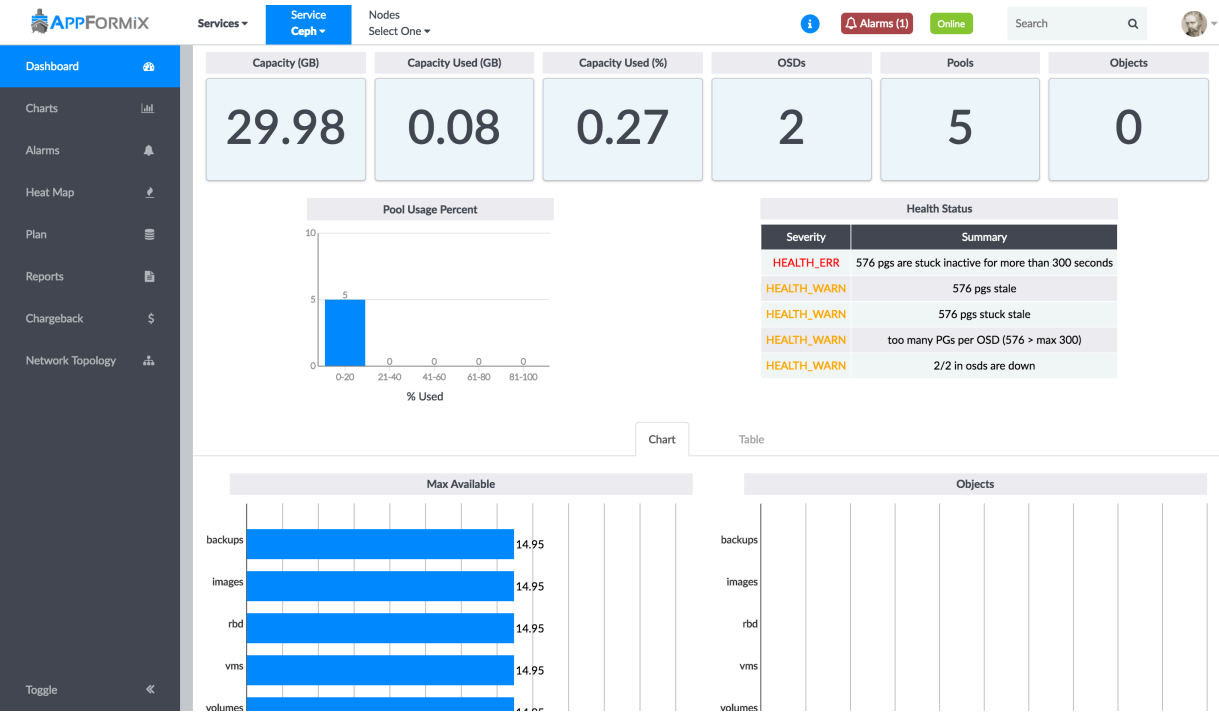 APPFORMIX
Services
Service
Ceph
Nodes
Select One
Alarms (1)
Online
Search
Dashboard
Charts
Alarms
Heat Map
Plan
Reports
Chargeback
Network Topology
Toggle
Capacity (GB)
29.98
Capacity Used (GB)
0.08
Capacity Used (%)
0.27
OSDs
2
Pools
5
Objects
0
Pool Usage Percent
10
5
0
5
0
0
0
0
0-20
21-40
41-60
61-80
81-100
% Used
Health Status
Severity Summary
HEALTH_ERR 576 pgs are stuck inactive for more than 300 seconds
HEALTH_WARN 576 pgs stale
HEALTH_WARN 576 pgs stuck stale
HEALTH_WARN too many PGs per OSD (576 > max 300)
HEALTH_WARN 2/2 in osds are down
Chart
Table
Max Available
backups 14.95
images 14.95
rbd 14.95
vms 14.95
volumes 14.95
Objects
backups
images
rbd
vms
volumes